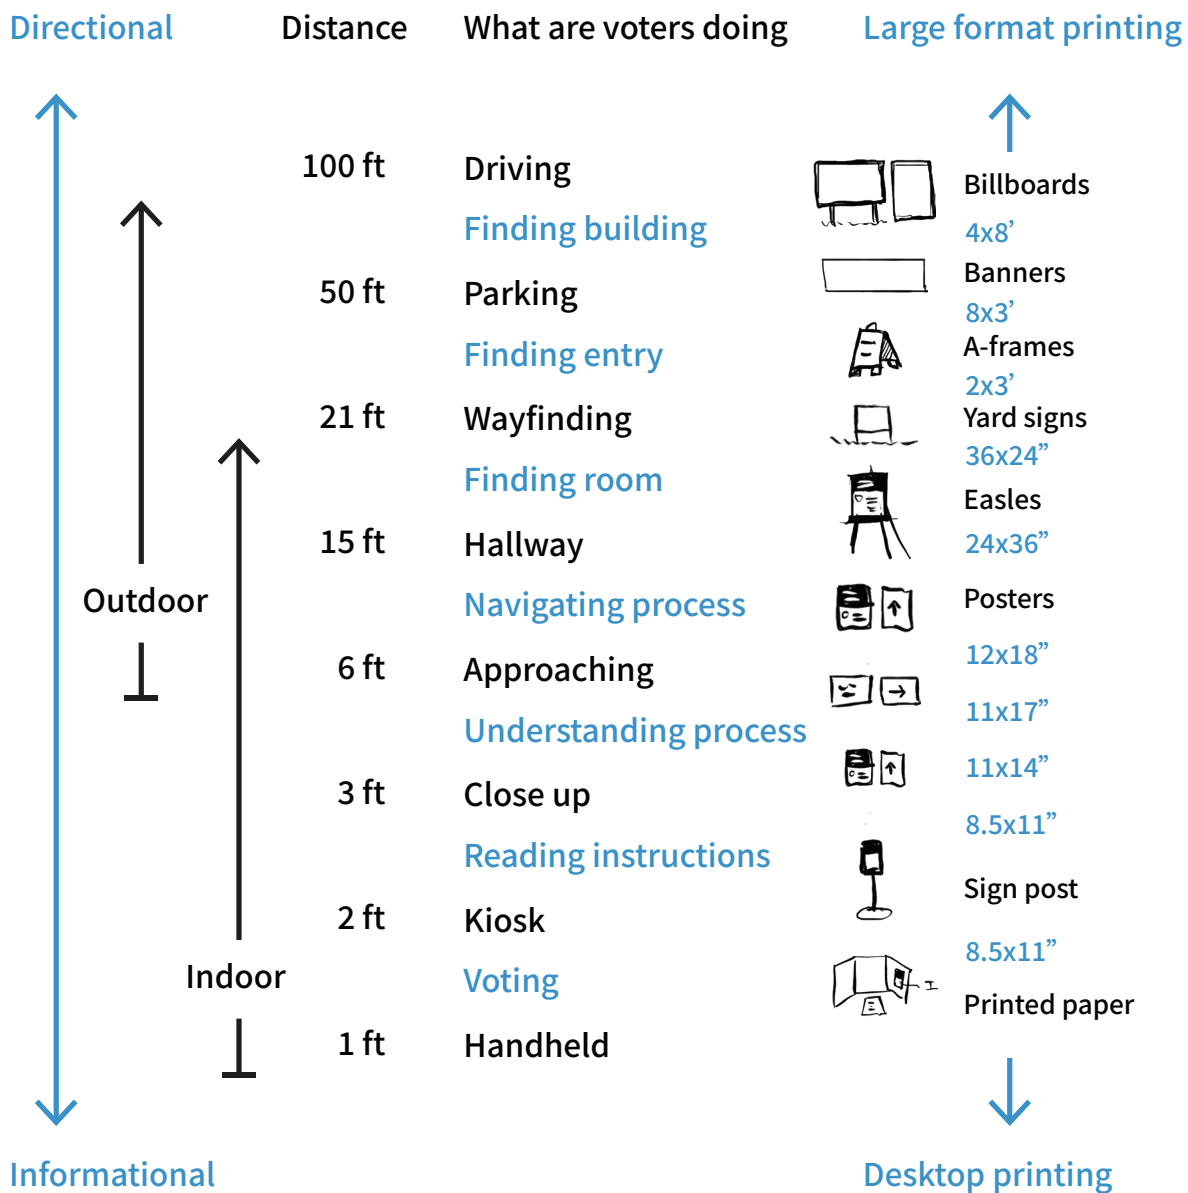 Directional Distance What are voters doing Large format printing
100 ft Driving Billboards
Finding building 4x8’
50 ft Parking Banners
8x3’
Finding entry A-frames
2x3’
21 ft Wayfinding Yard signs
36x24”
Finding room Easles
15 ft Hallway 24x36”
Outdoor Navigating process Posters
6 ft Approaching 12x18”
Understanding process 11x17”
3 ft Close up 11x14”
8.5x11”
Reading instructions
Sign post
2 ft Kiosk
8.5x11”
Indoor Voting
Printed paper
1 ft Handheld
Informational Desktop printing